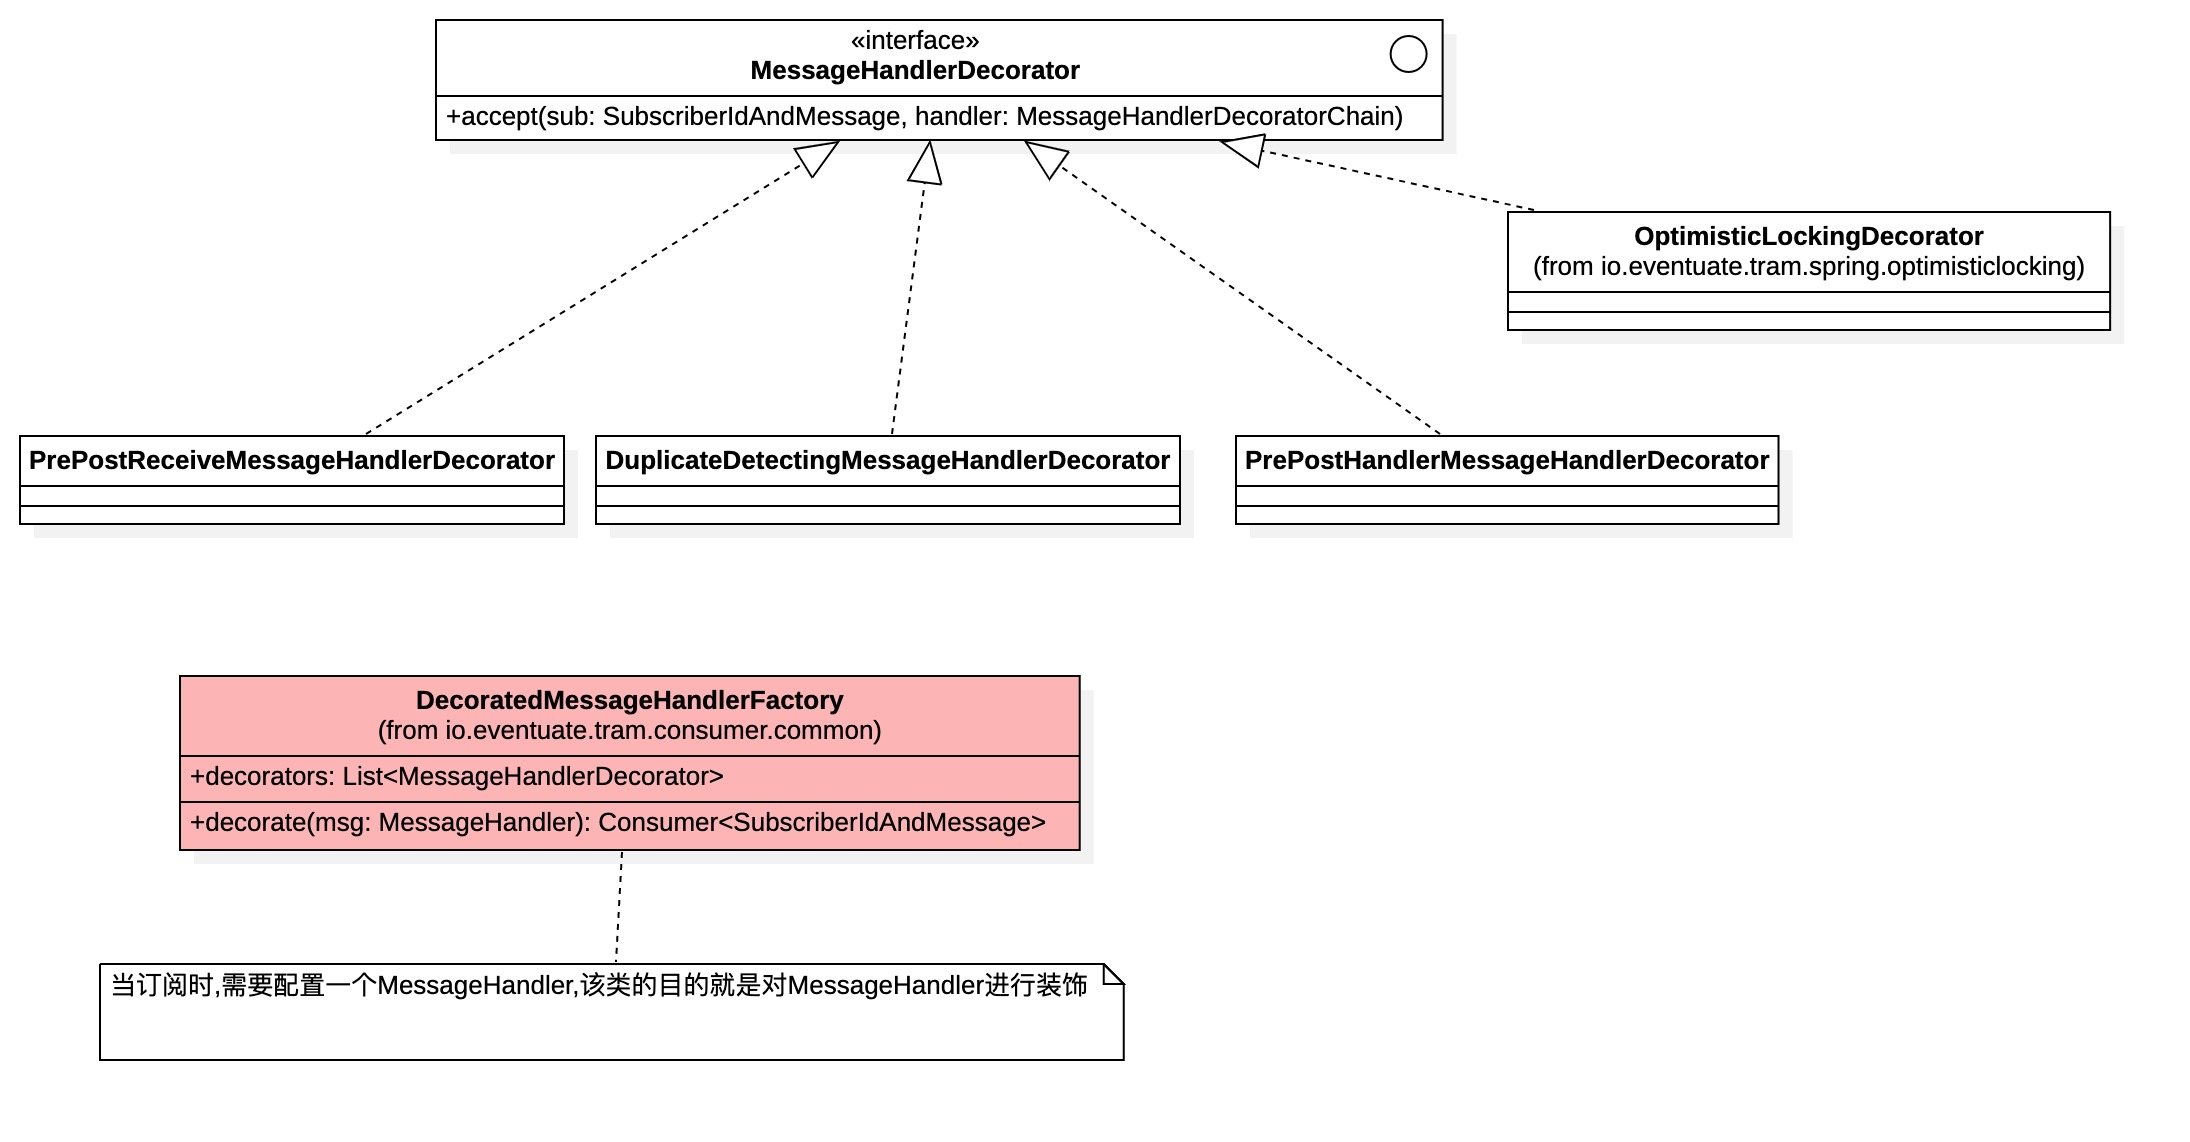 «interface»
MessageHandlerDecorator
+accept(sub: SubscriberIdAndMessage, handler: MessageHandlerDecoratorChain)
OptimisticLockingDecorator
(from io.eventuate.tram.spring.optimisticlocking)
PrePostReceiveMessageHandlerDecorator
DuplicateDetectingMessageHandlerDecorator
PrePostHandlerMessageHandlerDecorator
DecoratedMessageHandlerFactory
(from io.eventuate.tram.consumer.common)
+decorators: List<MessageHandlerDecorator>
+decorate(msg: MessageHandler): Consumer<SubscriberIdAndMessage>
当订阅时,需要配置一个MessageHandler,该类的目的就是对MessageHandler进行装饰